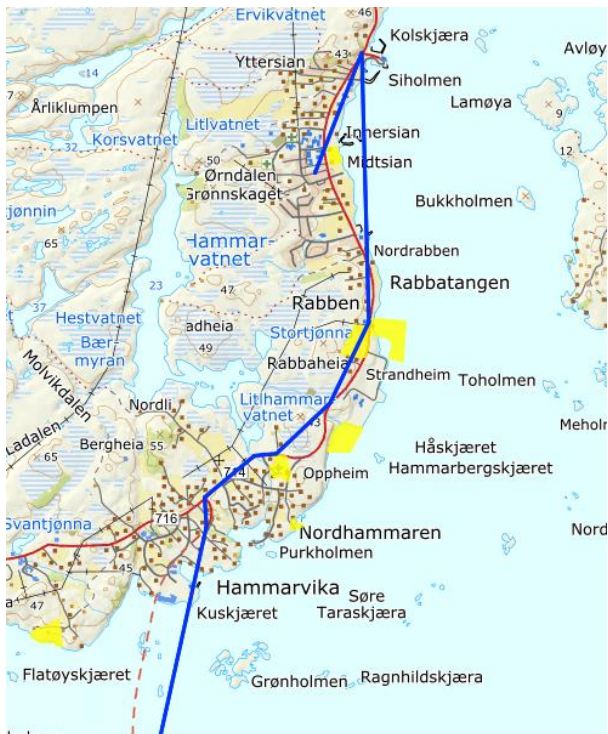 Ervikvatnet
46
Kolskjæra
43
Yttersian
Avløy
14
Siholmen
Årliklumpen
Lamøya
9
Litlvatnet
Korsvatnet
Innersian
32
12
50
Midtsian
Ørndalen
Grønnskaget
Bukkholmen
jønnin
65
Hammar-
vatnet
Nordrabben
47
23
Rabbatangen
37
Rabben
Hestvatnet
adheia
Stortjønna
Bær-
myran
49
Rabbaheia
Strandheim
Toholmen
Molvikdalen
Nordli
Litlhammar-
vatnet
43
Meholm
Ladalen
Bergheia
55
Håskjæret
65
714
Oppheim
Hammarbergskjæret
Svantjønna
716
Nordhammaren
Nord
Purkholmen
45
Hammarvika
Søre
47
Kuskjæret
Taraskjæra
Flatøyskjæret
Grønholmen
Ragnhildskjæra